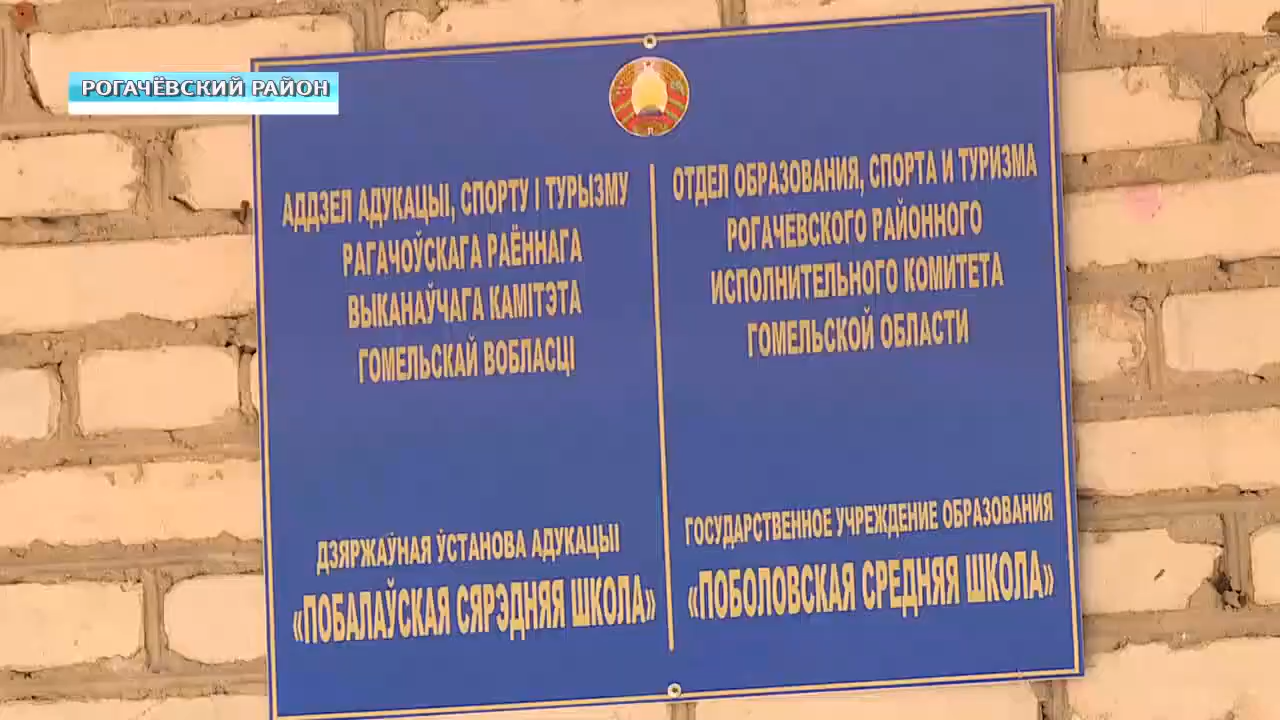 РОГАЧЁВСКИЙ РАЙОН
АДДЗЕЛ АДУКАЦЫІ, СПОРТУ І ТУРЫЗМУ
РАГАЧОЎСКАГА РАЁННАГА
ВЫКАНАЎЧАГА КАМІТЭТА
ГОМЕЛЬСКАЙ ВОБЛАСЦІ
ДЗЯРЖАЎНАЯ ЎСТАНОВА АДУКАЦЫІ
«ПОБАЛАЎСКАЯ СЯРЭДНЯЯ ШКОЛА»
ОТДЕЛ ОБРАЗОВАНИЯ, СПОРТА И ТУРИЗМА
РОГАЧЕВСКОГО РАЙОННОГО
ИСПОЛНИТЕЛЬНОГО КОМИТЕТА
ГОМЕЛЬСКОЙ ОБЛАСТИ
ГОСУДАРСТВЕННОЕ УЧРЕЖДЕНИЕ ОБРАЗОВАНИЯ
«ПОБОЛОВСКАЯ СРЕДНЯЯ ШКОЛА»